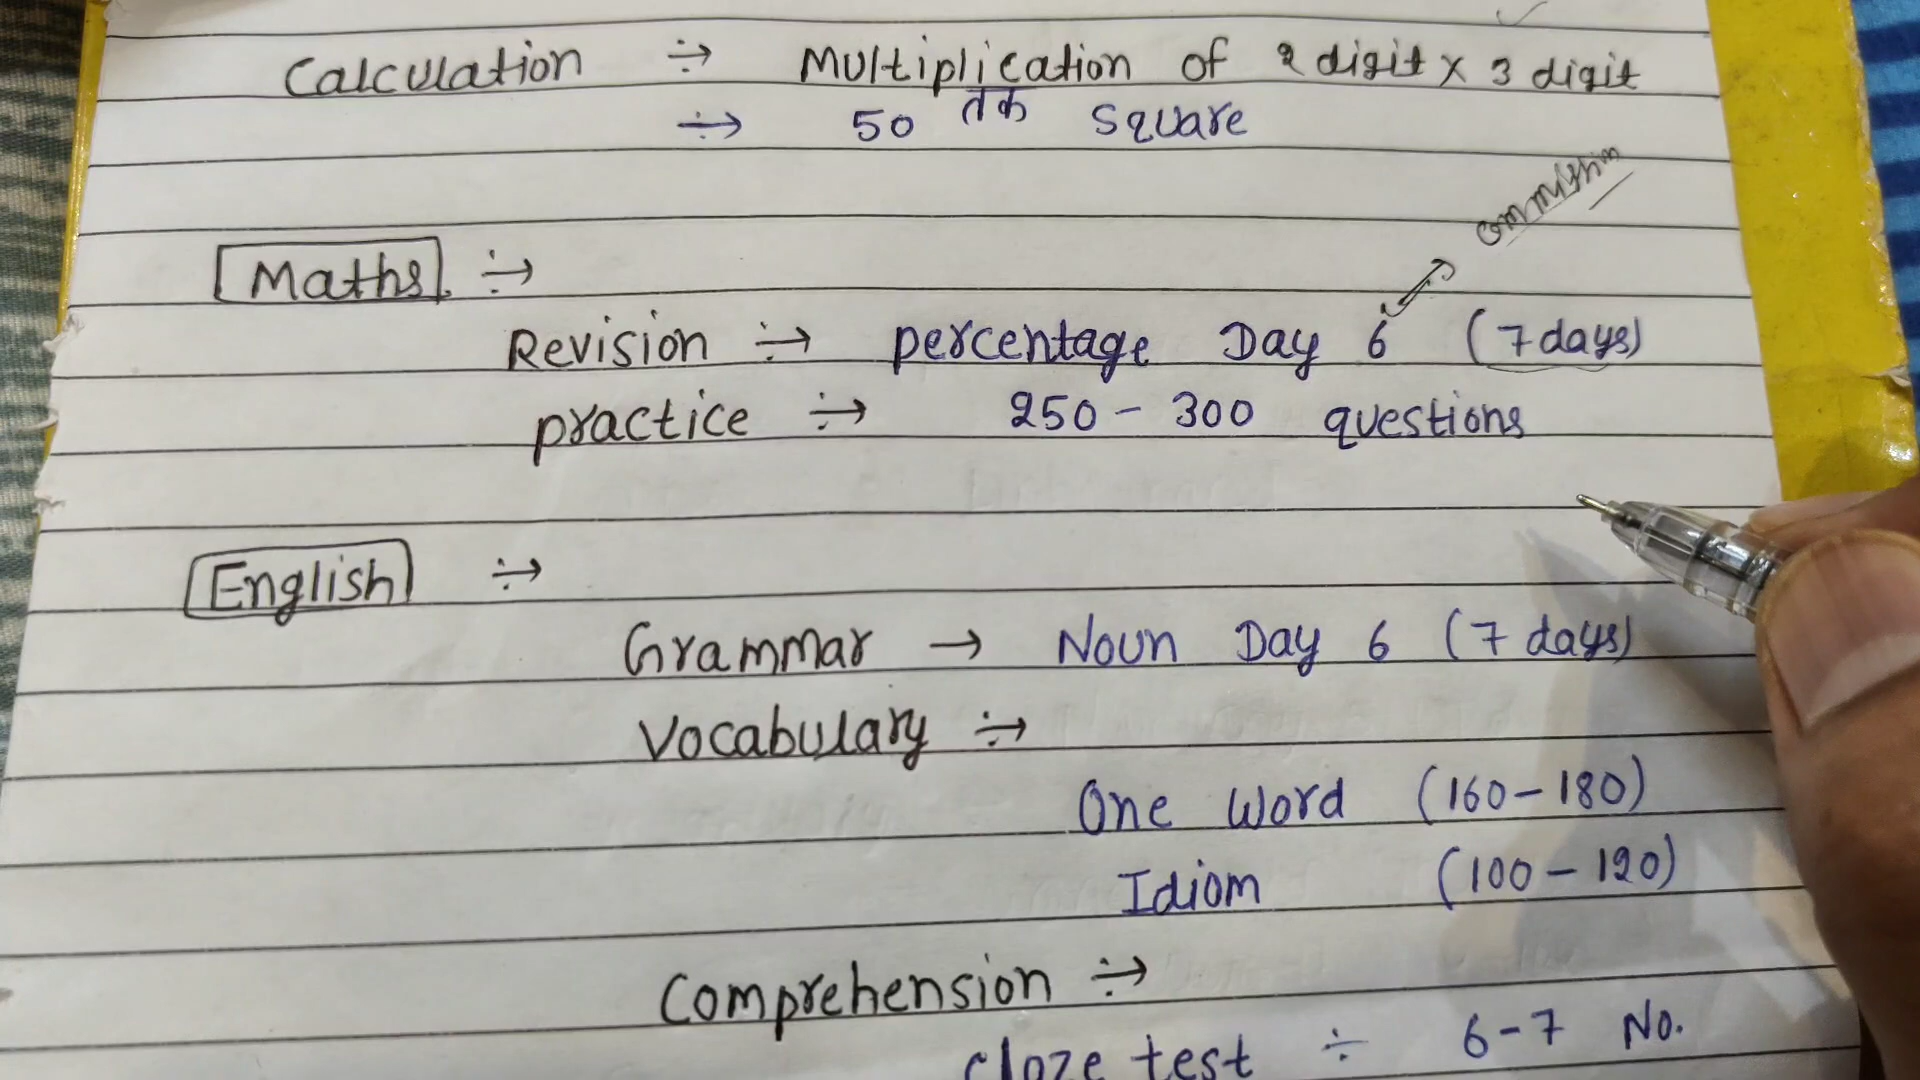 Calculation ÷→ Multiplication of 2 digit x 3 digit
÷→ 50 तक Square
Maths ÷→
Revision ÷→ percentage Day 6 (7 days)
practice ÷→ 250 - 300 questions
English ÷→
Grammar → Noun Day 6 (7 days)
Vocabulary ÷→
One Word (160-180)
Idiom (100-120)
Comprehension ÷→
cloze test ÷ 6-7 No.